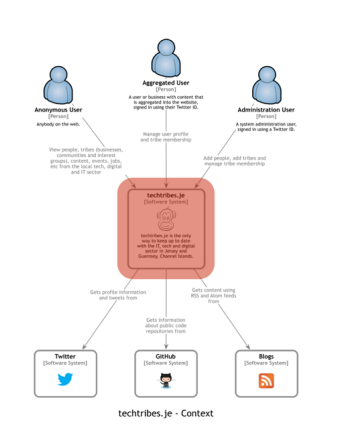 Aggregated User
[Person]
A user or business with content that
is aggregated into the website,
signed in using their Twitter ID.
Anonymous User
[Person]
Anybody on the web.
Administration User
[Person]
A system administration user,
signed in using a Twitter ID.
View people, tribes (businesses,
communities and interest
groups), content, events, jobs,
etc from the local tech, digital
and IT sector
Manage user profile
and tribe membership
Add people, add tribes and
manage tribe membership
techtribes.je
[Software System]
techtribes.je is the only
way to keep up to date
with the IT, tech and digital
sector in Jersey and
Guernsey, Channel Islands.
Gets profile information
and tweets from
Gets information
about public code
repositories from
Gets content using
RSS and Atom feeds
from
Twitter
[Software System]
GitHub
[Software System]
Blogs
[Software System]
techtribes.je - Context